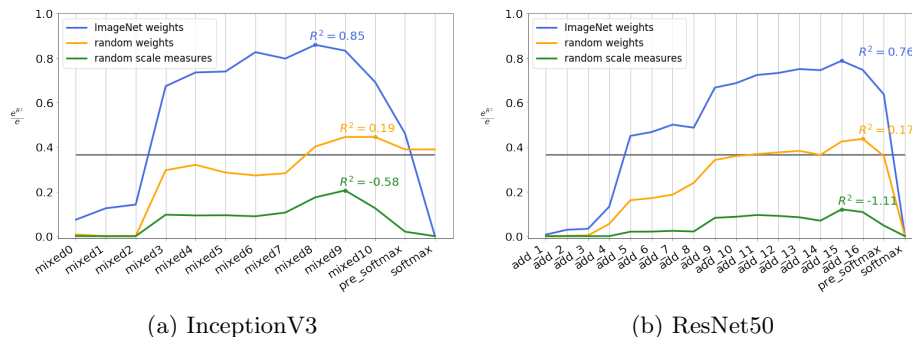 1.0
0.8
0.6
0.4
0.2
0.0
ImageNet weights
random weights
random scale measures
R² = 0.85
R² = 0.19
R² = -0.58
mixed0
mixed1
mixed2
mixed3
mixed4
mixed5
mixed6
mixed7
mixed8
mixed9
mixed10
pre_softmax
softmax
(a) InceptionV3
1.0
0.8
0.6
0.4
0.2
0.0
ImageNet weights
random weights
random scale measures
R² = 0.76
R² = 0.17
R² = -1.11
add_1
add_2
add_3
add_4
add_5
add_6
add_7
add_8
add_9
add_10
add_11
add_12
add_13
add_14
add_15
add_16
pre_softmax
softmax
(b) ResNet50